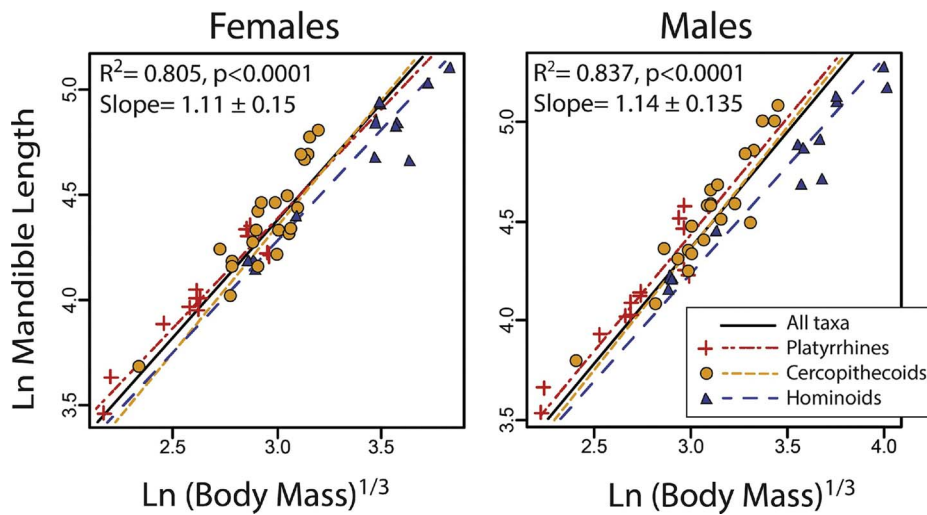 Females
Males
R²= 0.805, p<0.0001
Slope= 1.11 ± 0.15
R²= 0.837, p<0.0001
Slope= 1.14 ± 0.135
Ln Mandible Length
5.0
4.5
4.0
3.5
5.0
4.5
4.0
3.5
All taxa
Platyrrhines
Cercopithecoids
Hominoids
2.5 3.0 3.5
2.5 3.0 3.5 4.0
Ln (Body Mass)^1/3
Ln (Body Mass)^1/3